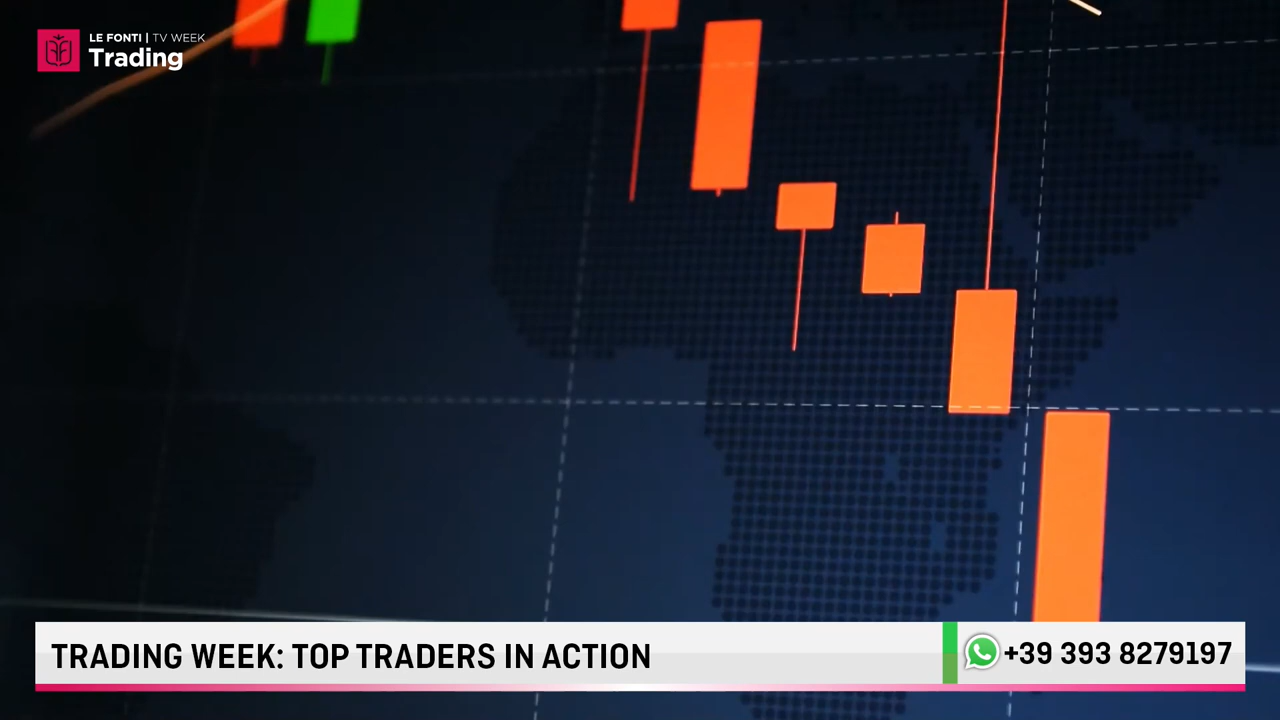 LE FONTI | TV WEEK
Trading
TRADING WEEK: TOP TRADERS IN ACTION
+39 393 8279197